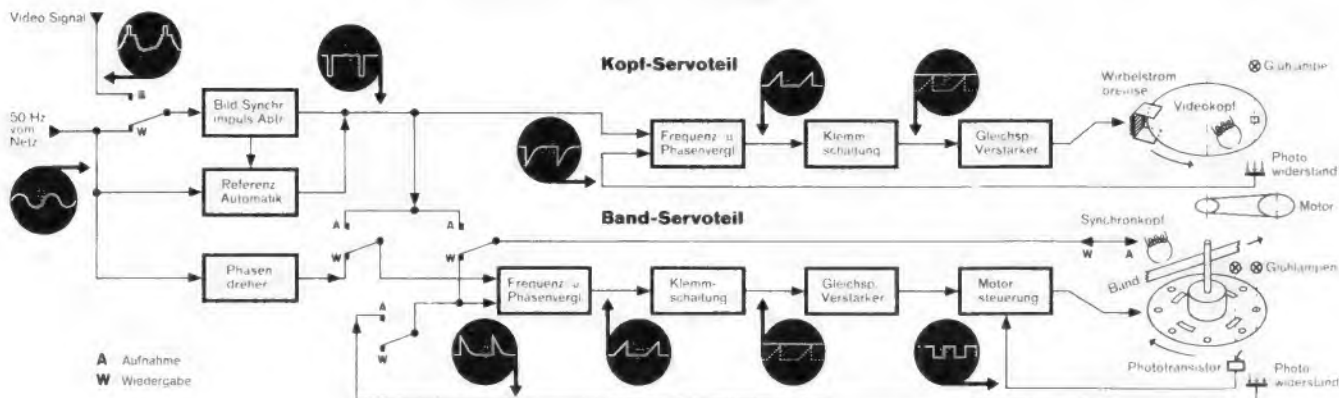 Video Signal
50 Hz
vom
Netz
A
W
Bild Synchr
impuls Abtr.
Referenz
Automatik
Phasen
dreher
Kopf-Servoteil
Frequenz- u
Phasenvergl.
Klemm
schaltung
Gleichsp.
Verstärker
Wirbelstrom
bremse
Videokopf
Glühlampe
Photo
widerstand
Motor
Band-Servoteil
A
W
A
W
A
W
Frequenz- u
Phasenvergl.
Klemm-
schaltung
Gleichsp.
Verstärker
Motor
steuerung
Synchronkopf
W A
Band
Glühlampen
Phototransistor
Photo
widerstand
A Aufnahme
W Wiedergabe